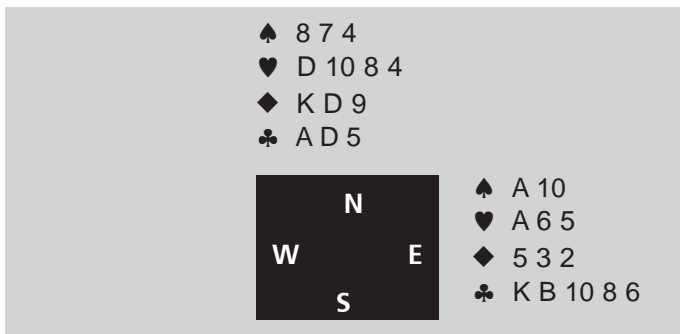 ♠ 8 7 4
♥ D 10 8 4
♦ K D 9
♣ A D 5
N
W E
S
♠ A 10
♥ A 6 5
♦ 5 3 2
♣ K B 10 8 6